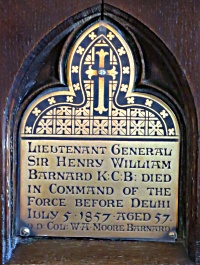 Lieutenant General
Sir Henry William
Barnard K·C·B: died
in command of the
Force before Delhi
July 5·1857·aged 57.
D.D Col: W.A Moore Barnard